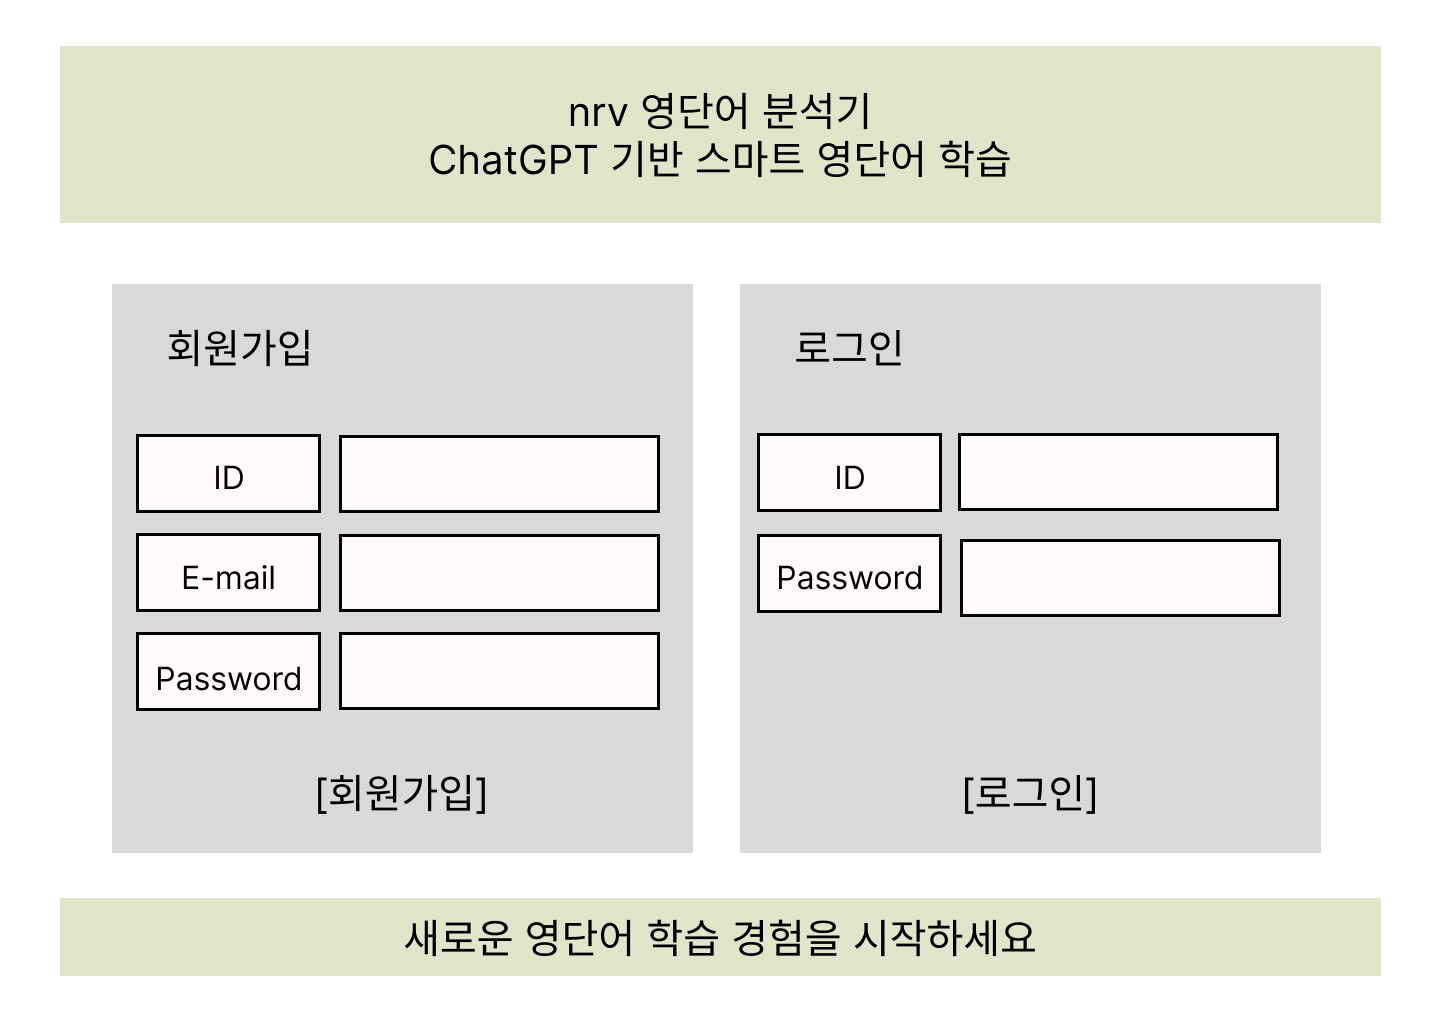 nrv 영단어 분석기
ChatGPT 기반 스마트 영단어 학습
회원가입
ID
E-mail
Password
[회원가입]
로그인
ID
Password
[로그인]
새로운 영단어 학습 경험을 시작하세요